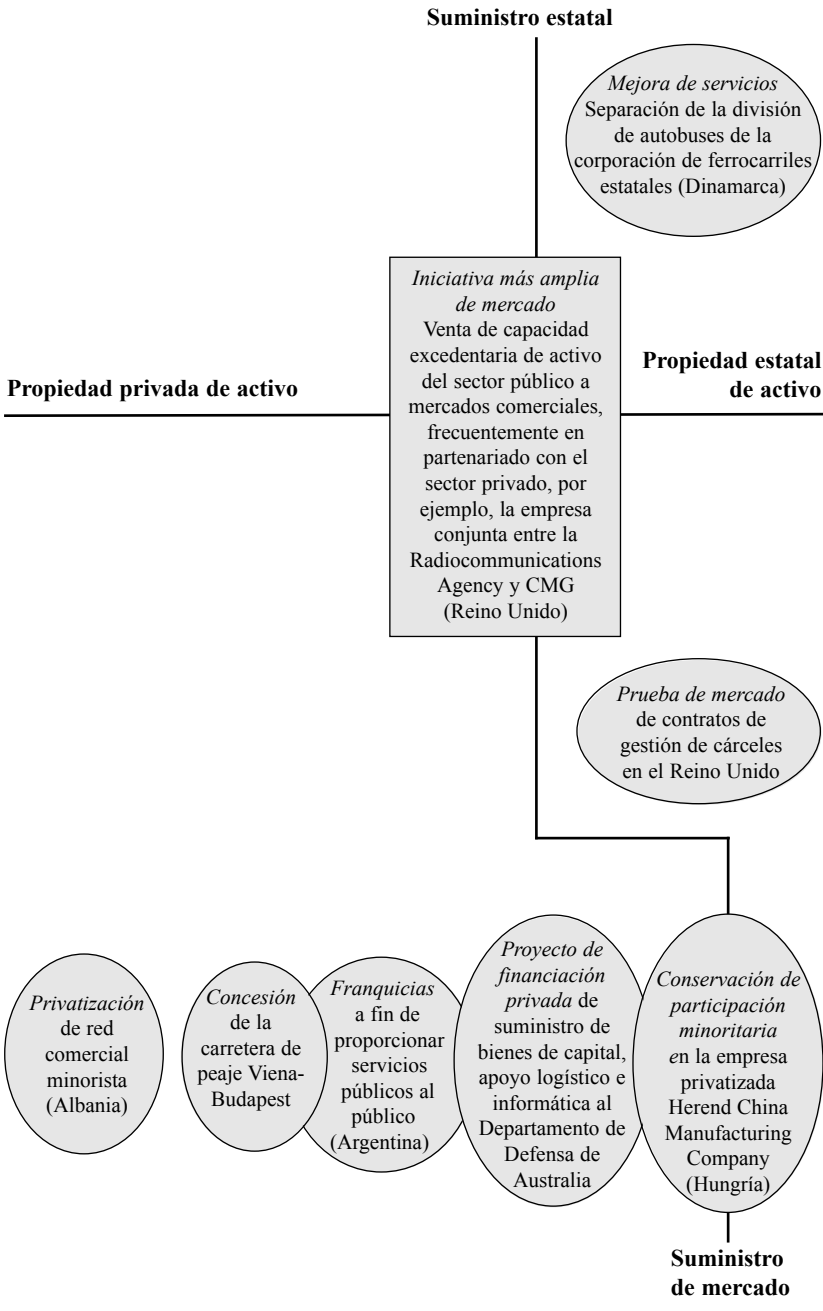 Suministro estatal
Mejora de servicios
Separación de la división
de autobuses de la
corporación de ferrocarriles
estatales (Dinamarca)
Iniciativa más amplia
de mercado
Venta de capacidad
excedentaria de activo
del sector público a
mercados comerciales,
frecuentemente en
partenariado con el
sector privado, por
ejemplo, la empresa
conjunta entre la
Radiocommunications
Agency y CMG
(Reino Unido)
Propiedad privada de activo
Propiedad estatal
de activo
Prueba de mercado
de contratos de
gestión de cárceles
en el Reino Unido
Privatización
de red
comercial
minorista
(Albania)
Concesión
de la
carretera de
peaje Viena-
Budapest
Franquicias
a fin de
proporcionar
servicios
públicos al
público
(Argentina)
Proyecto de
financiación
privada de
suministro de
bienes de capital,
apoyo logístico e
informática al
Departamento de
Defensa de
Australia
Conservación de
participación
minoritaria
en la empresa
privatizada
Herend China
Manufacturing
Company
(Hungría)
Suministro
de mercado